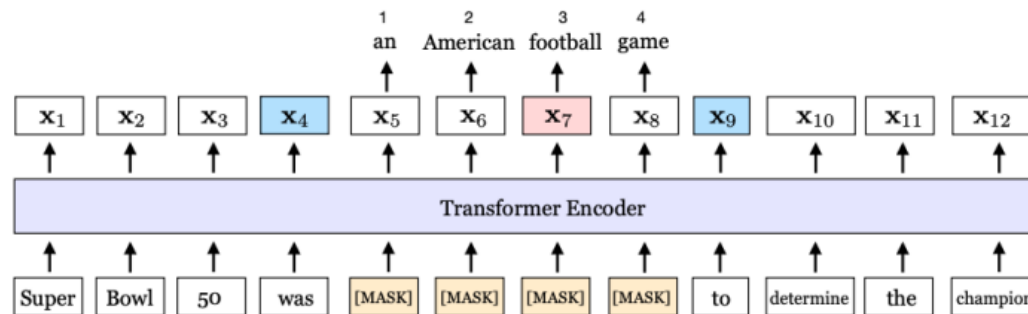 1 2 3 4
an American football game
x1 x2 x3 x4 x5 x6 x7 x8 x9 x10 x11 x12
Transformer Encoder
Super Bowl 50 was [MASK] [MASK] [MASK] [MASK] to determine the champion